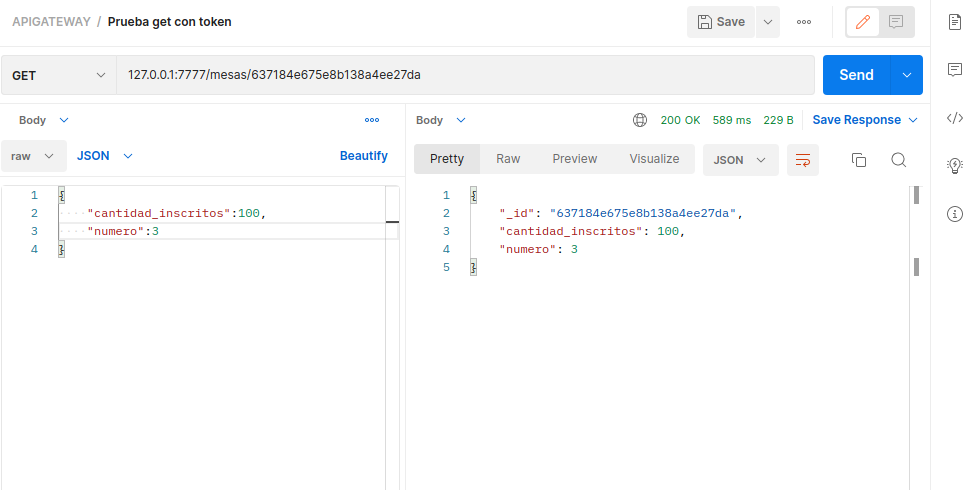 APIGATEWAY / Prueba get con token
Save
GET 127.0.0.1:7777/mesas/637184e675e8b138a4ee27da
Send
Body
raw JSON Beautify
1 {
2 "cantidad_inscritos":100,
3 "numero":3
4 }
Body 200 OK 589 ms 229 B Save Response
Pretty Raw Preview Visualize JSON
1 {
2 "_id": "637184e675e8b138a4ee27da",
3 "cantidad_inscritos": 100,
4 "numero": 3
5 }